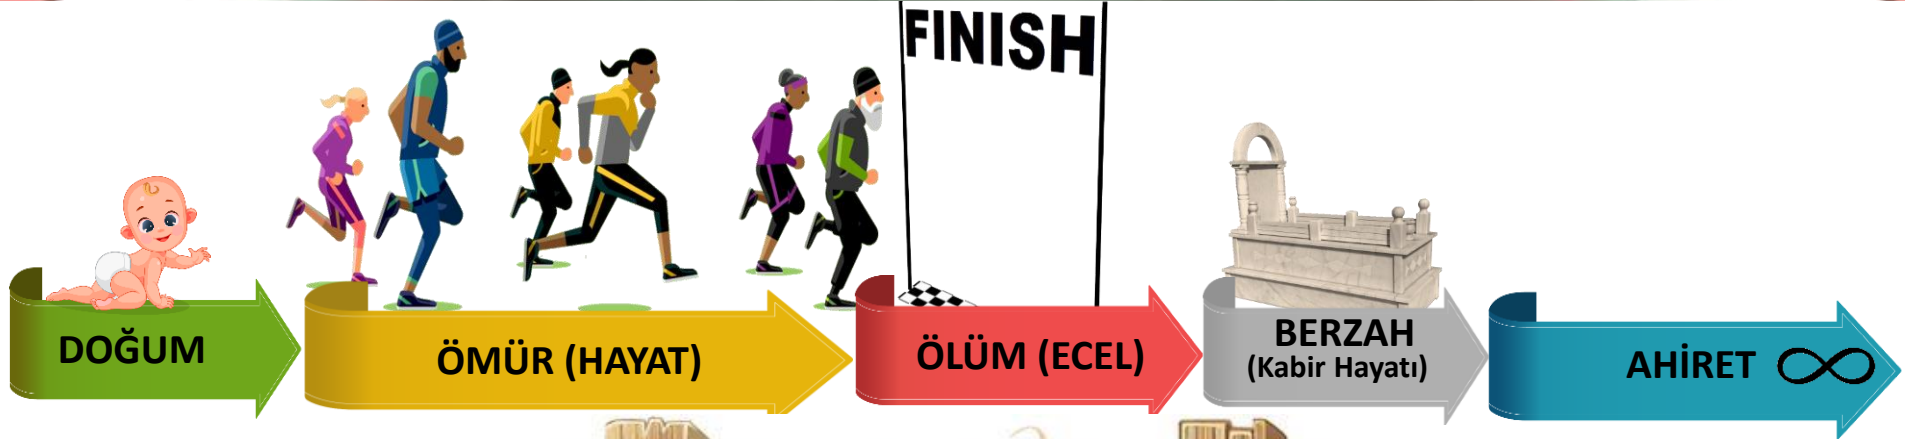 FINISH
DOĞUM
ÖMÜR (HAYAT)
ÖLÜM (ECEL)
BERZAH
(Kabir Hayatı)
AHİRET